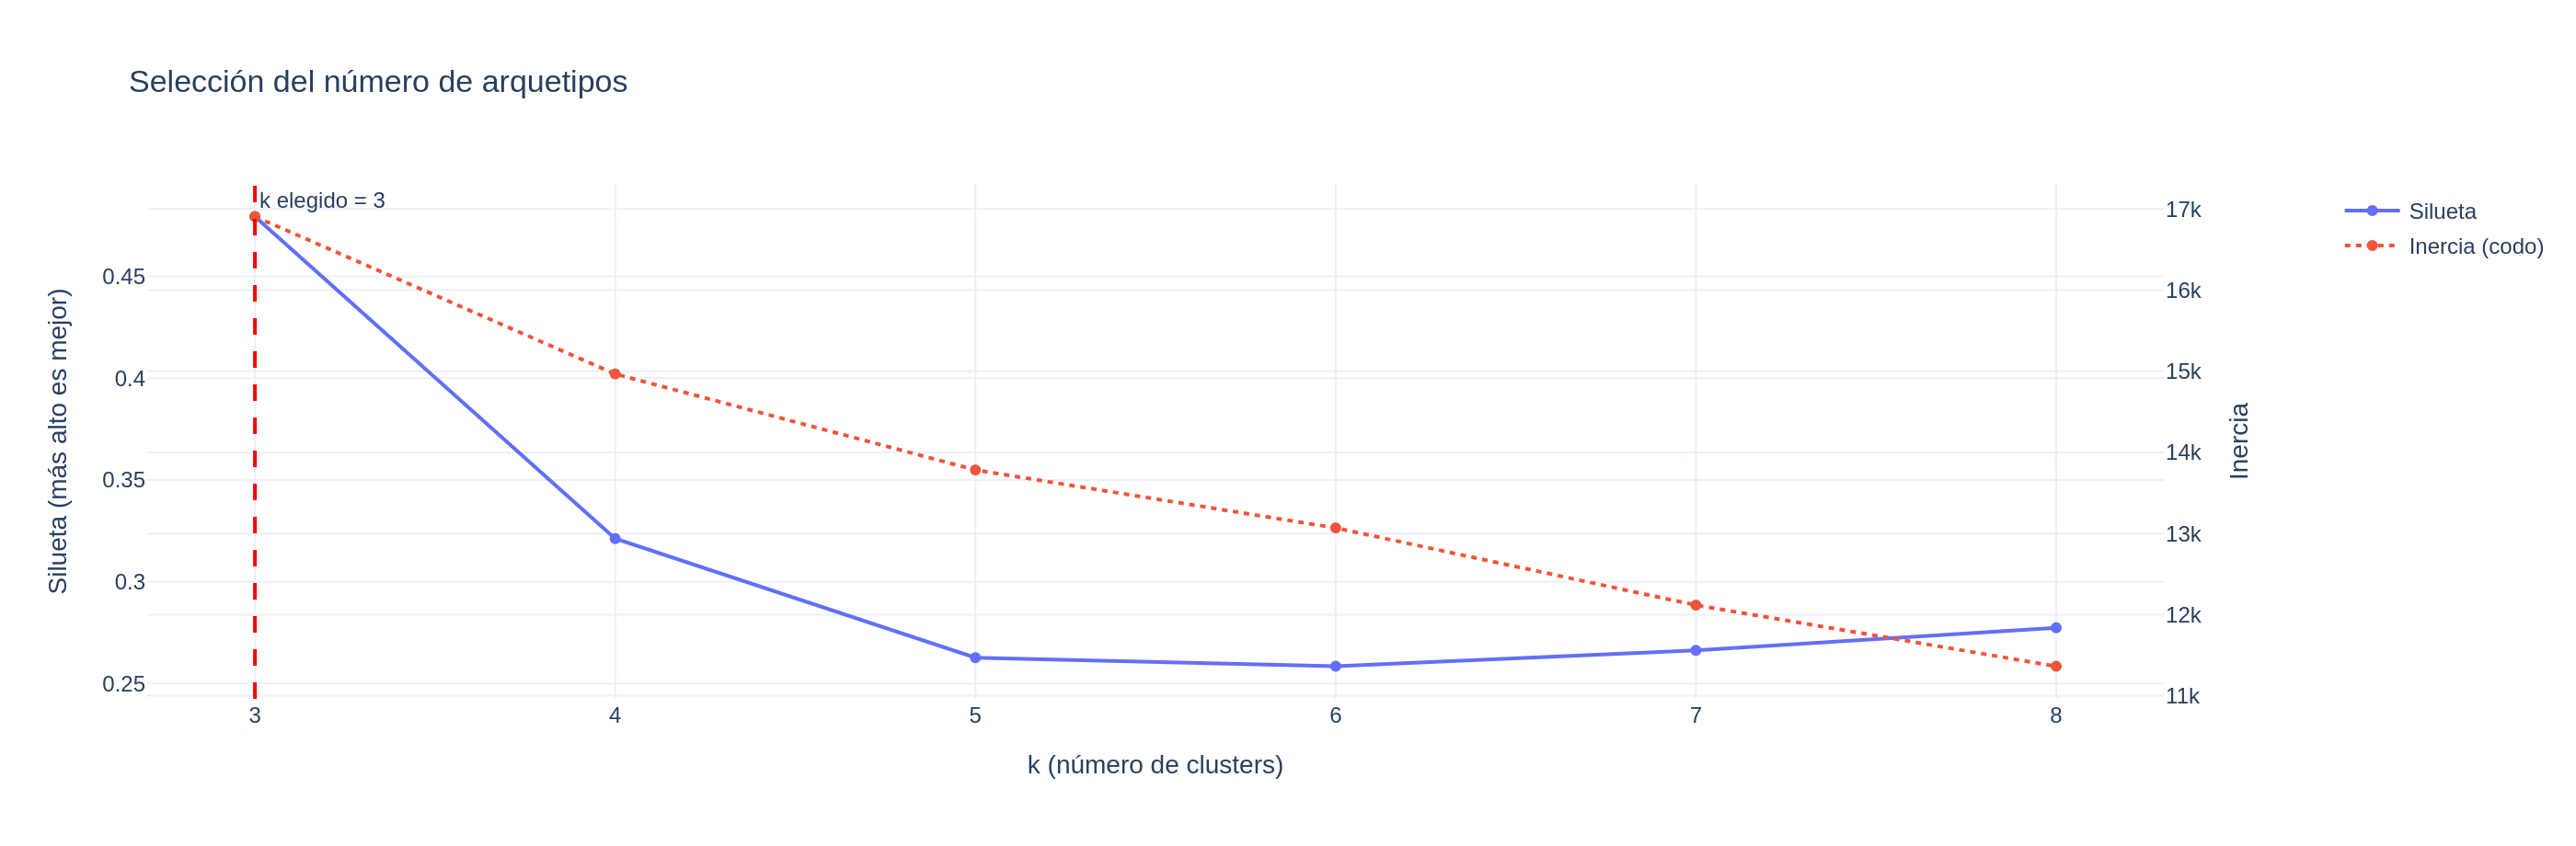 Selección del número de arquetipos
k elegido = 3
Silueta
Inercia (codo)
Silueta (más alto es mejor)
0.45
0.4
0.35
0.3
0.25
17k
16k
15k
14k
13k
12k
11k
Inercia
3 4 5 6 7 8
k (número de clusters)